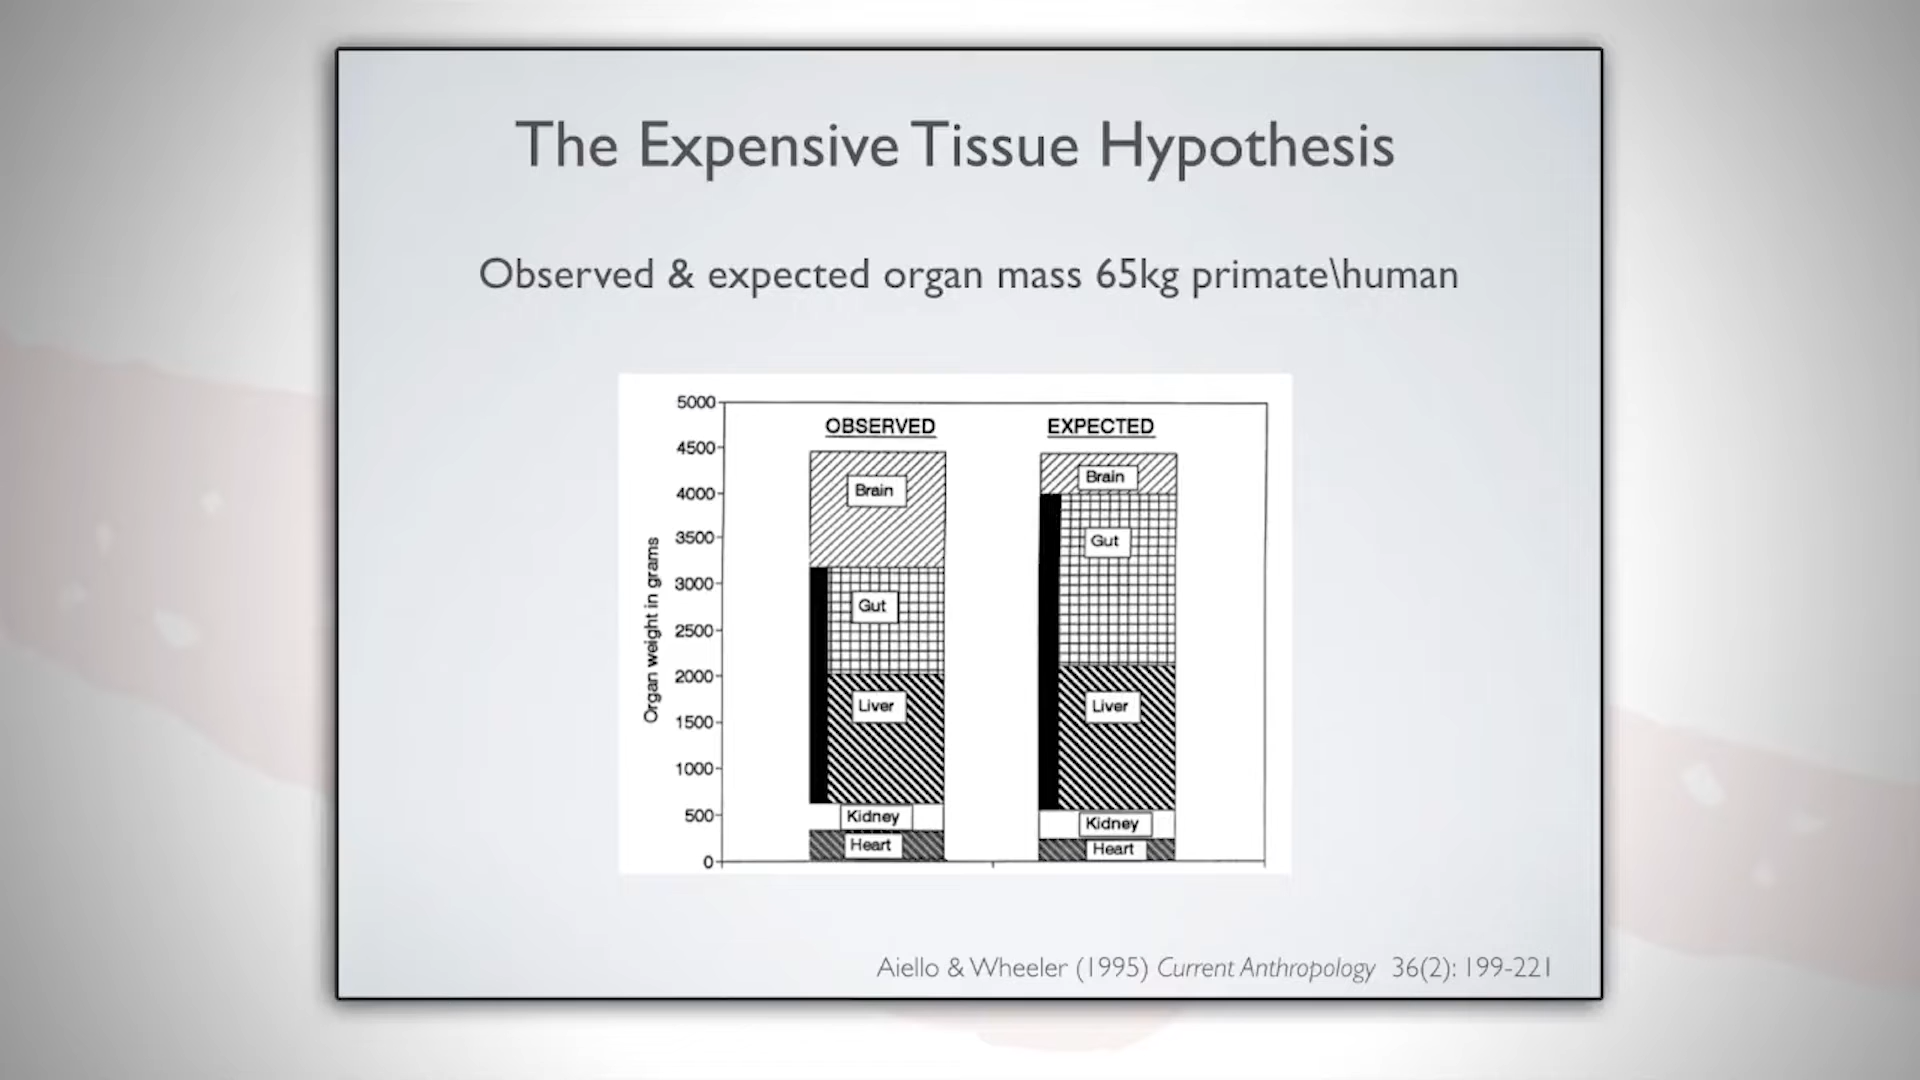 The Expensive Tissue Hypothesis
Observed & expected organ mass 65kg primate\human
OBSERVED
EXPECTED
5000
4500
4000
3500
3000
2500
2000
1500
1000
500
0
Organ weight in grams
Brain
Gut
Liver
Kidney
Heart
Brain
Gut
Liver
Kidney
Heart
Aiello & Wheeler (1995) Current Anthropology 36(2): 199-221